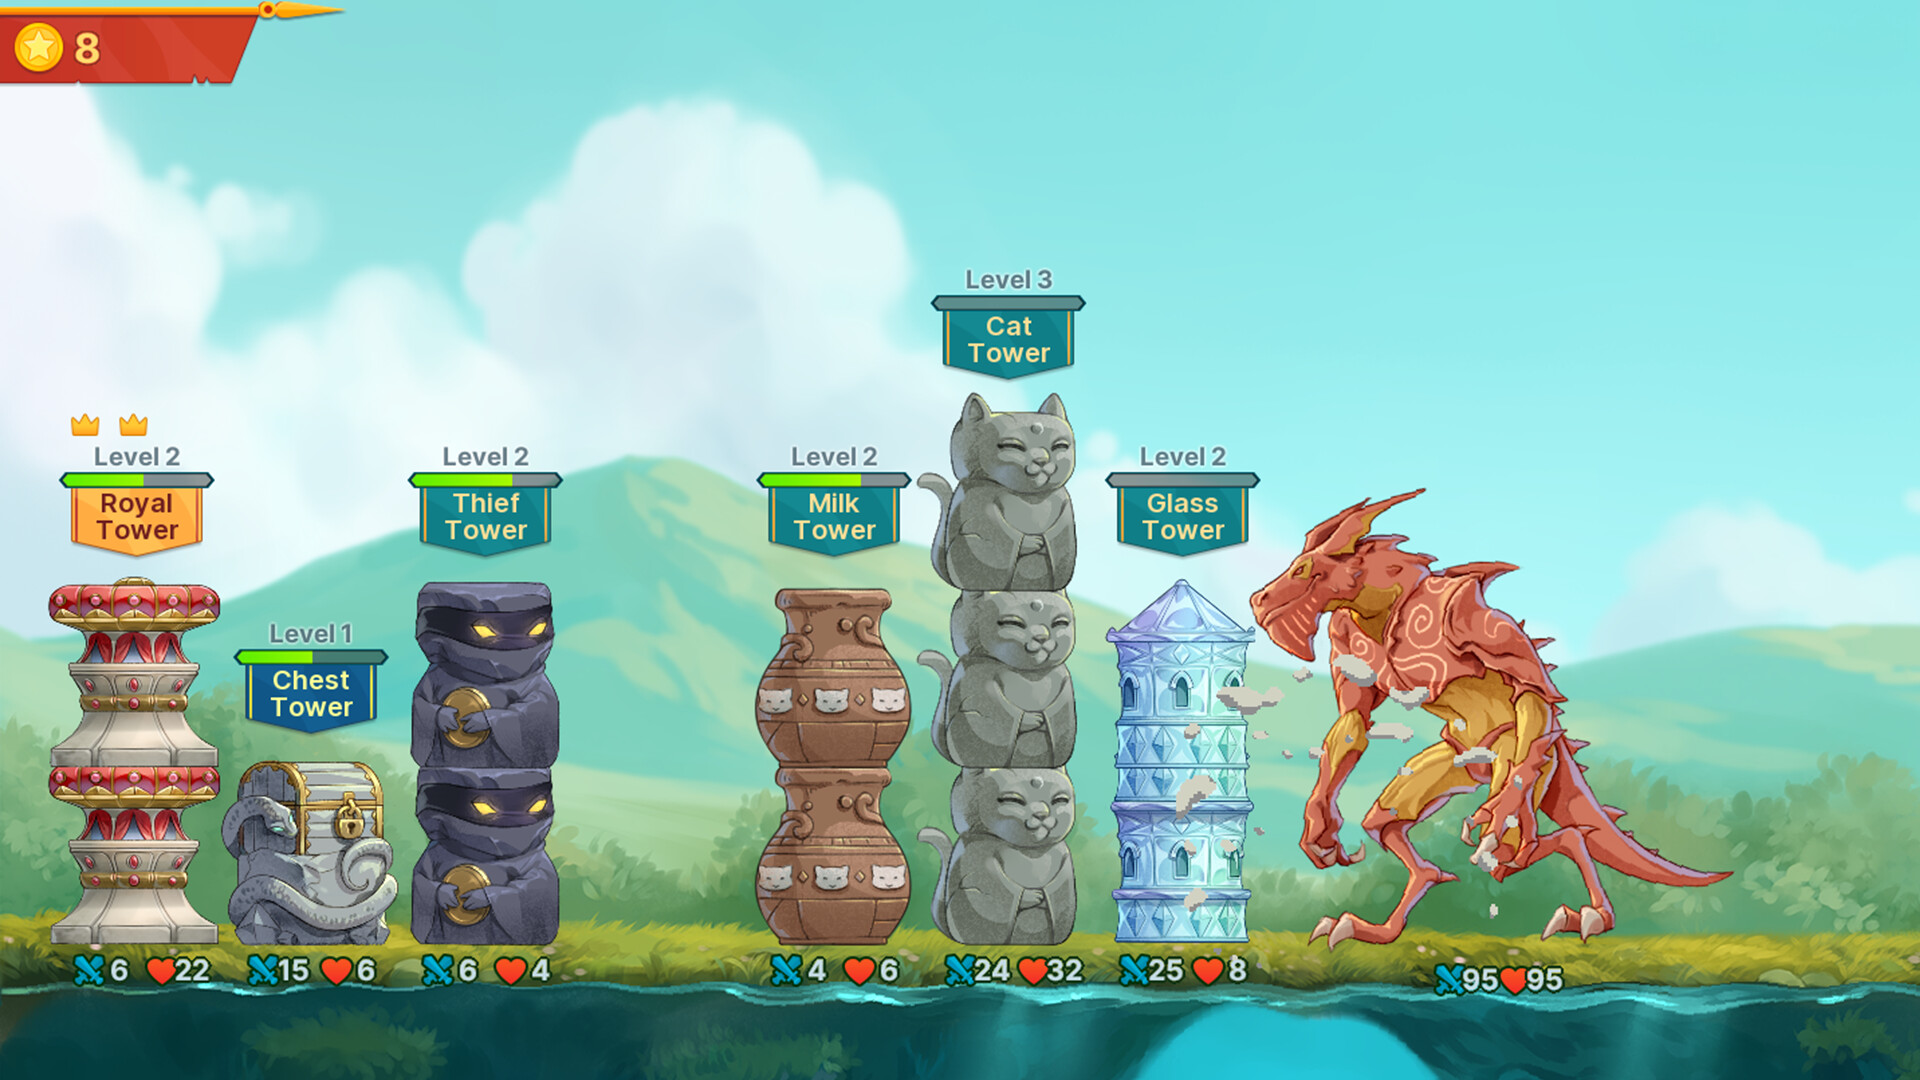 8
Level 3
Cat
Tower
Level 2
Royal
Tower
Level 2
Thief
Tower
Level 2
Milk
Tower
Level 2
Glass
Tower
Level 1
Chest
Tower
6 22
15 6
6 4
4 6
24 32
25 8
95 95